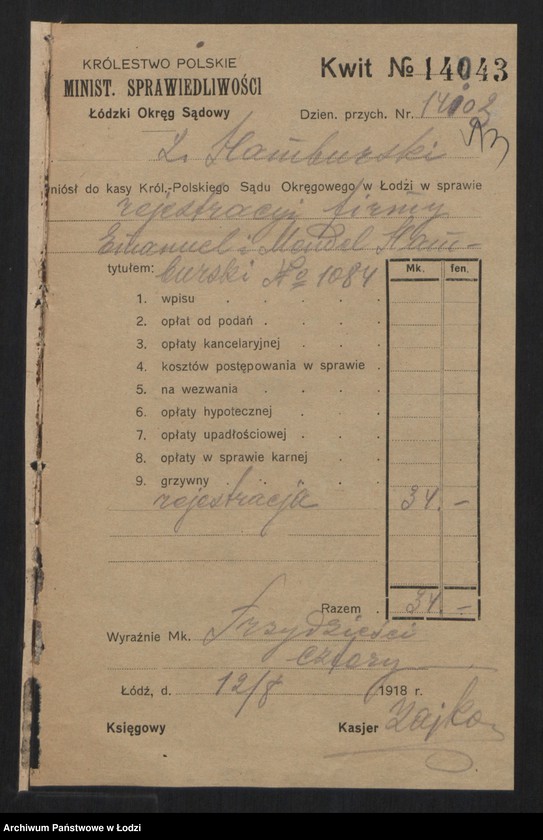 KRÓLESTWO POLSKIE
MINIST. SPRAWIEDLIWOŚCI
Łódzki Okręg Sądowy
Kwit № 14043
Dzien. przych. Nr.
Hamburski
niósł do kasy Król.-Polskiego Sądu Okręgowego w Łodzi w sprawie
rejestracyi firmy
Emanuel i Mendel Ham-
burski No 1084
tytułem:
Mk. fen.
1. wpisu
2. opłat od podań
3. opłaty kancelaryjnej
4. kosztów postępowania w sprawie
5. na wezwania
6. opłaty hypotecznej
7. opłaty upadłościowej
8. opłaty w sprawie karnej
9. grzywny
rejestracja 34. –
Razem 34. –
Wyraźnie Mk. Trzydzieści
cztery
Łódź, d. 12/8 1918 r.
Księgowy Kasjer
Archiwum Państwowe w Łodzi